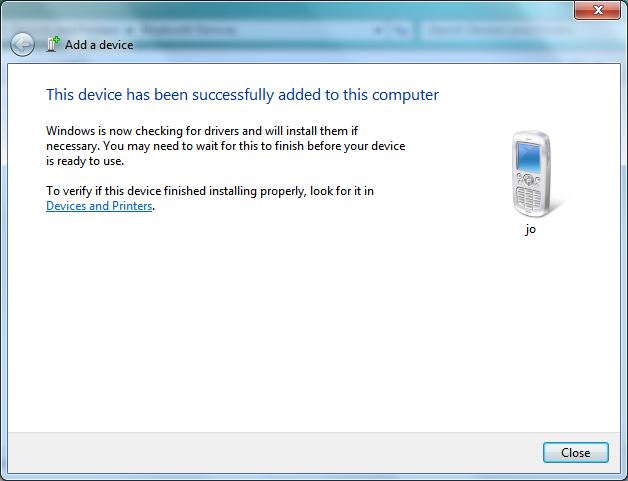 Add a device
This device has been successfully added to this computer
Windows is now checking for drivers and will install them if
necessary. You may need to wait for this to finish before your device
is ready to use.
To verify if this device finished installing properly, look for it in
Devices and Printers.
jo
Close